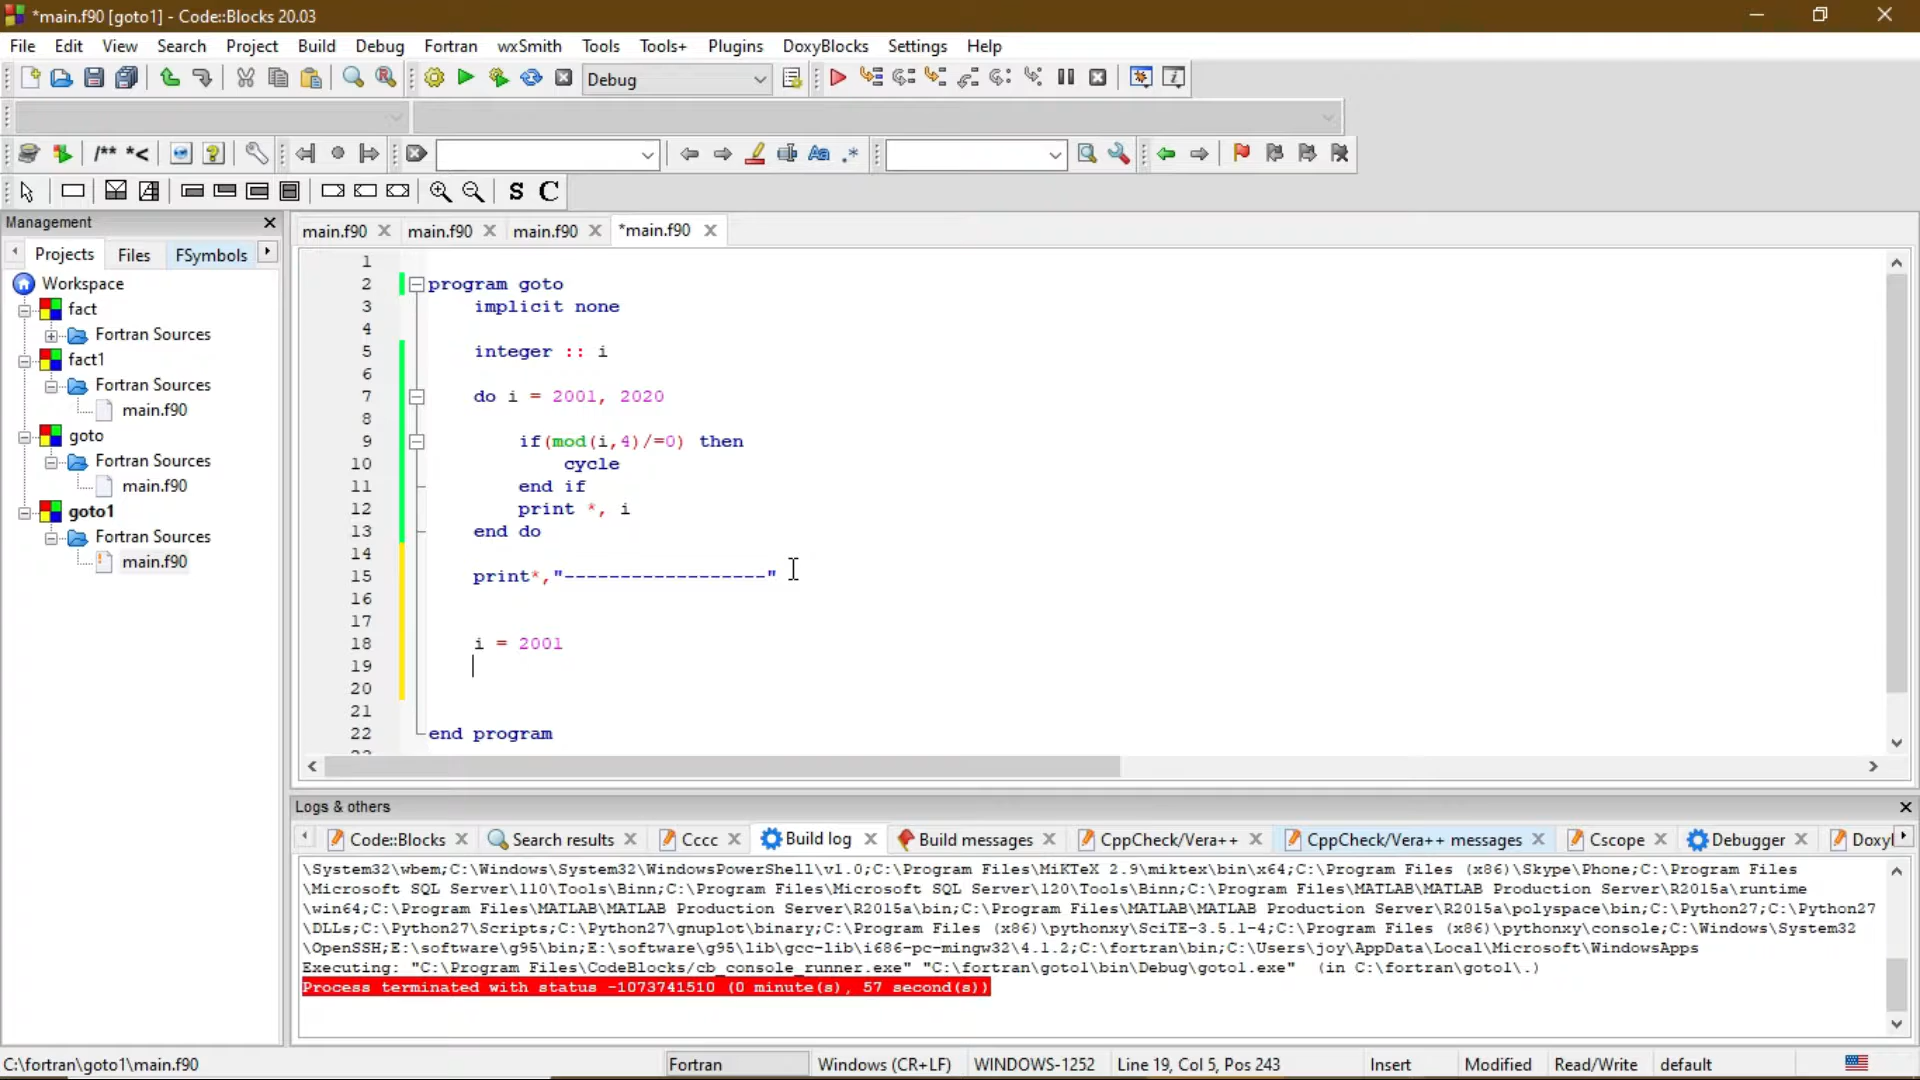 *main.f90 [goto1] - Code::Blocks 20.03
File Edit View Search Project Build Debug Fortran wxSmith Tools Tools+ Plugins DoxyBlocks Settings Help
Debug
/** *<
Aa .*
S C
Management
Projects Files FSymbols
Workspace
fact
Fortran Sources
fact1
Fortran Sources
main.f90
goto
Fortran Sources
main.f90
goto1
Fortran Sources
main.f90
main.f90 main.f90 main.f90 *main.f90
1
2 program goto
3 implicit none
4
5 integer :: i
6
7 do i = 2001, 2020
8
9 if(mod(i,4)/=0) then
10 cycle
11 end if
12 print *, i
13 end do
14
15 print*,"------------------"
16
17
18 i = 2001
19
20
21
22 end program
Logs & others
Code::Blocks Search results Cccc Build log Build messages CppCheck/Vera++ CppCheck/Vera++ messages Cscope Debugger Doxyl
\System32\wbem;C:\Windows\System32\WindowsPowerShell\v1.0;C:\Program Files\MiKTeX 2.9\miktex\bin\x64;C:\Program Files (x86)\Skype\Phone;C:\Program Files
\Microsoft SQL Server\110\Tools\Binn;C:\Program Files\Microsoft SQL Server\120\Tools\Binn;C:\Program Files\MATLAB\MATLAB Production Server\R2015a\runtime
\win64;C:\Program Files\MATLAB\MATLAB Production Server\R2015a\bin;C:\Program Files\MATLAB\MATLAB Production Server\R2015a\polyspace\bin;C:\Python27;C:\Python27
\DLLs;C:\Python27\Scripts;C:\Python27\gnuplot\binary;C:\Program Files (x86)\pythonxy\SciTE-3.5.1-4;C:\Program Files (x86)\pythonxy\console;C:\Windows\System32
\OpenSSH;E:\software\g95\bin;E:\software\g95\lib\gcc-lib\i686-pc-mingw32\4.1.2;C:\fortran\bin;C:\Users\joy\AppData\Local\Microsoft\WindowsApps
Executing: "C:\Program Files\CodeBlocks/cb_console_runner.exe" "C:\fortran\goto1\bin\Debug\goto1.exe" (in C:\fortran\goto1\.)
Process terminated with status -1073741510 (0 minute(s), 57 second(s))
C:\fortran\goto1\main.f90 Fortran Windows (CR+LF) WINDOWS-1252 Line 19, Col 5, Pos 243 Insert Modified Read/Write default